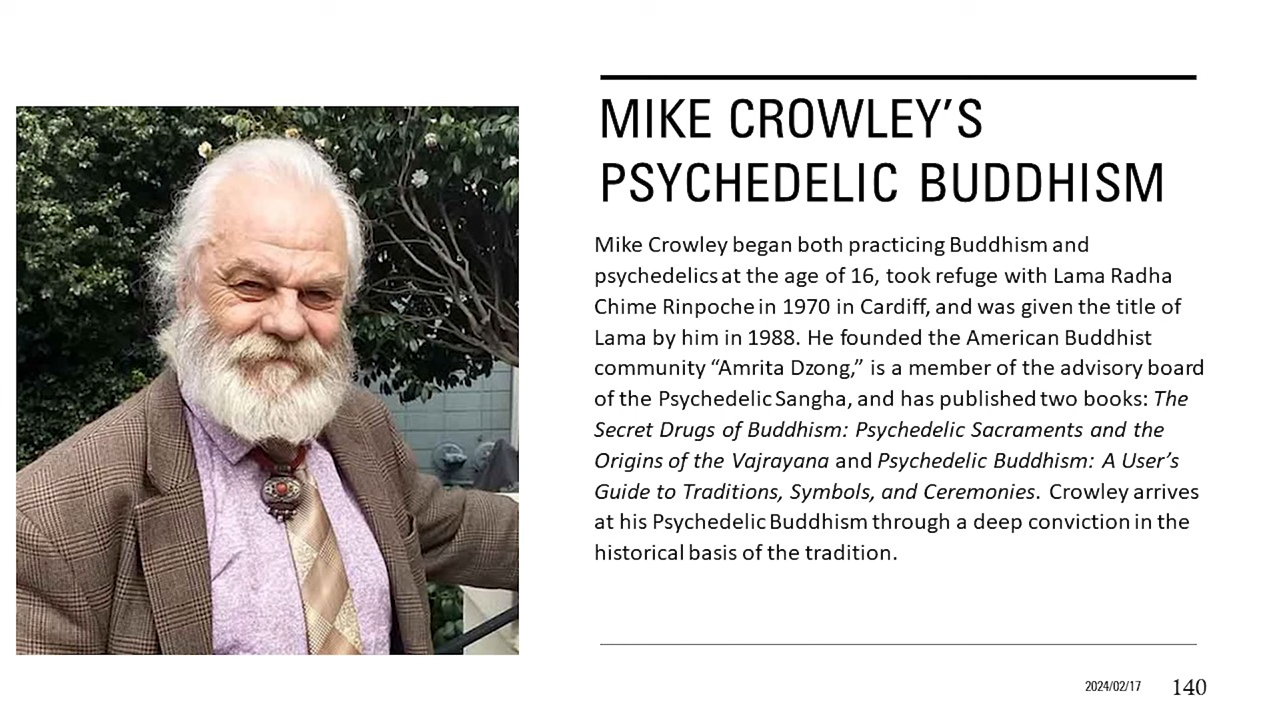 MIKE CROWLEY’S
PSYCHEDELIC BUDDHISM
Mike Crowley began both practicing Buddhism and
psychedelics at the age of 16, took refuge with Lama Radha
Chime Rinpoche in 1970 in Cardiff, and was given the title of
Lama by him in 1988. He founded the American Buddhist
community “Amrita Dzong,” is a member of the advisory board
of the Psychedelic Sangha, and has published two books: The
Secret Drugs of Buddhism: Psychedelic Sacraments and the
Origins of the Vajrayana and Psychedelic Buddhism: A User’s
Guide to Traditions, Symbols, and Ceremonies. Crowley arrives
at his Psychedelic Buddhism through a deep conviction in the
historical basis of the tradition.
2024/02/17 140